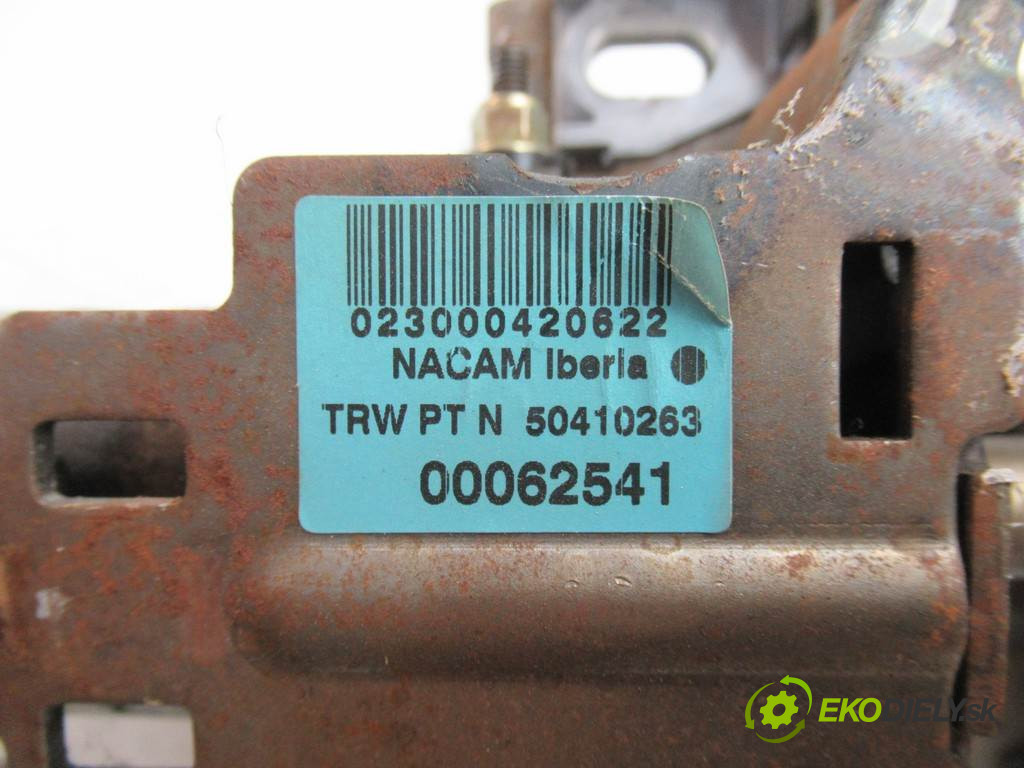 023000420622
NACAM Iberia
TRW PT N 50410263
00062541
EKODIELY.sk